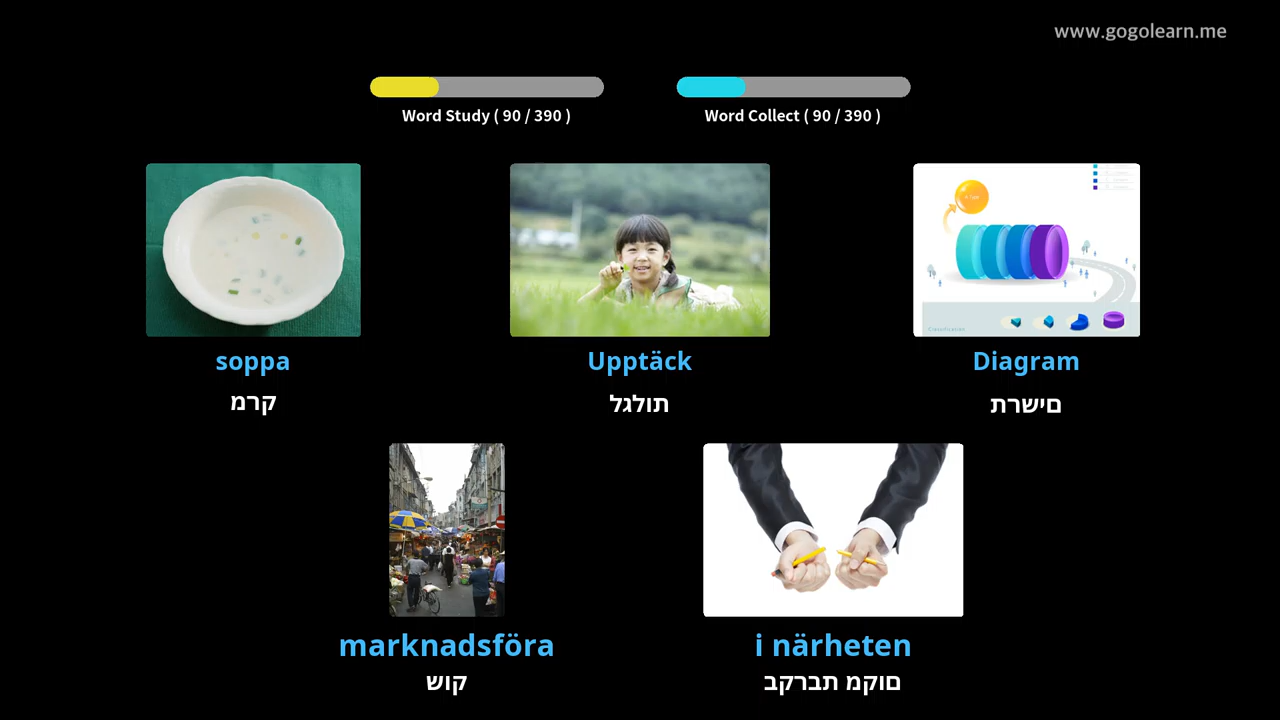 www.gogolearn.me
Word Study ( 90 / 390 )
Word Collect ( 90 / 390 )
soppa
Upptäck
Diagram
קרמ
תולגל
םישרת
marknadsföra
i närheten
קוש
םוקמ תברקב